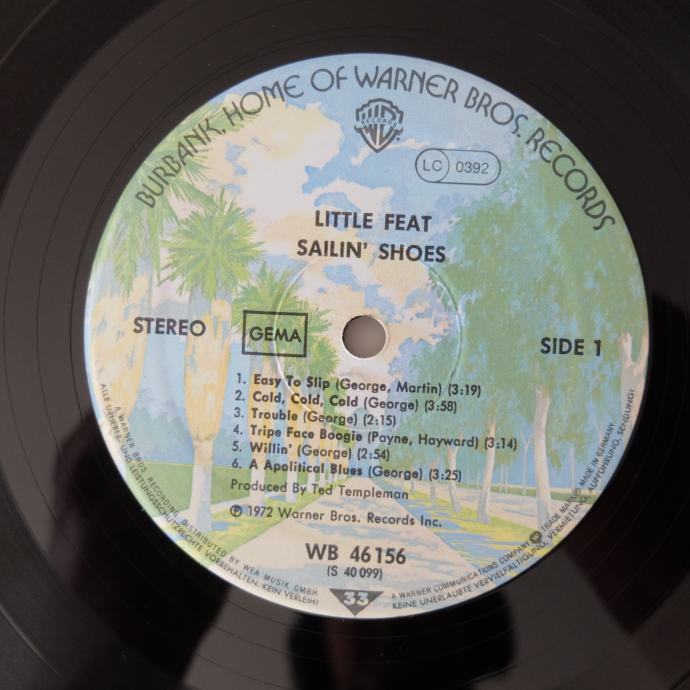 BURBANK, HOME OF WARNER BROS. RECORDS
RECORDS
LC 0392
LITTLE FEAT
SAILIN' SHOES
STEREO
GEMA
SIDE 1
1. Easy To Slip (George, Martin) (3:19)
2. Cold, Cold, Cold (George) (3:58)
3. Trouble (George) (2:15)
4. Tripe Face Boogie (Payne, Hayward) (3:14)
5. Willin' (George) (2:54)
6. A Apolitical Blues (George) (3:25)
Produced By Ted Templeman
℗ 1972 Warner Bros. Records Inc.
WB 46 156
(S 40 099)
33
A WARNER BROS. RECORDING DISTRIBUTED BY WEA MUSIK GMBH.
ALLE URHEBER- UND LEISTUNGSSCHUTZRECHTE VORBEHALTEN. KEIN VERLEIH!
A WARNER COMMUNICATIONS COMPANY TRADE MARK MADE IN GERMANY
KEINE UNERLAUBTE VERVIELFÄLTIGUNG, VERMIETUNG, AUFFÜHRUNG, SENDUNG!